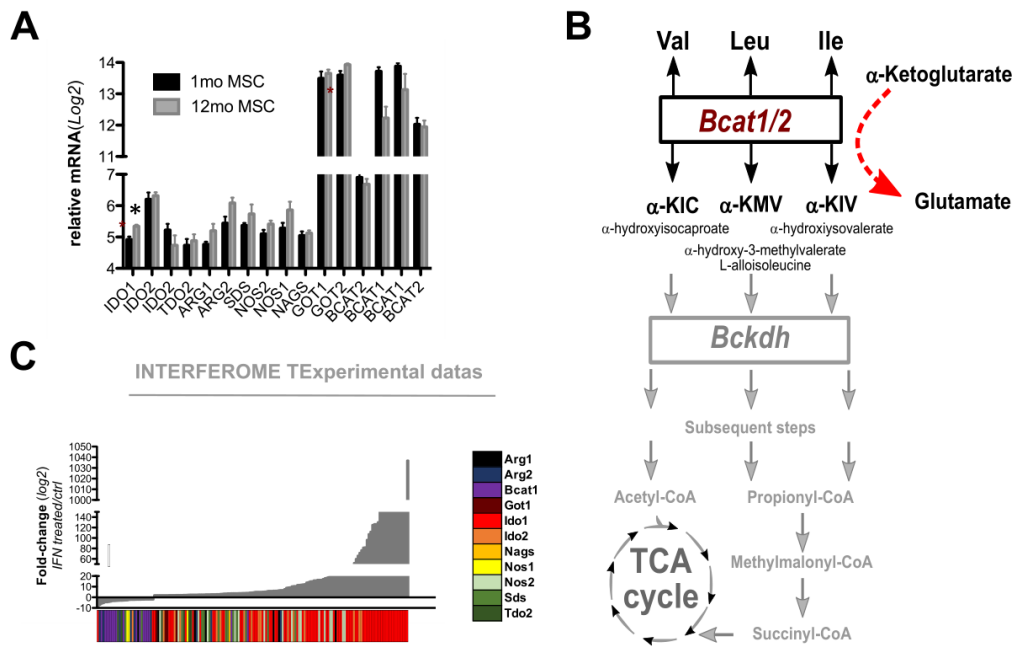 A
relative mRNA(Log2)
14
13
12
11
7
6
5
4
1mo MSC
12mo MSC
*
*
*
IDO1
IDO2
IDO2
TDO2
ARG1
ARG2
SDS
NOS2
NOS1
NAGS
GOT1
GOT2
BCAT2
BCAT1
BCAT1
BCAT2
B
Val Leu Ile
α-Ketoglutarate
Bcat1/2
Glutamate
α-KIC α-KMV α-KIV
α-hydroxyisocaproate α-hydroxyisovalerate
α-hydroxy-3-methylvalerate
L-alloisoleucine
Bckdh
Subsequent steps
Acetyl-CoA Propionyl-CoA
TCA
cycle
Methylmalonyl-CoA
Succinyl-CoA
C
INTERFEROME TExperimental datas
Fold-change (log2)
IFN treated/ctrl
1050
1040
1030
1020
1010
1000
140
120
100
80
60
20
10
0
-10
Arg1
Arg2
Bcat1
Got1
Ido1
Ido2
Nags
Nos1
Nos2
Sds
Tdo2